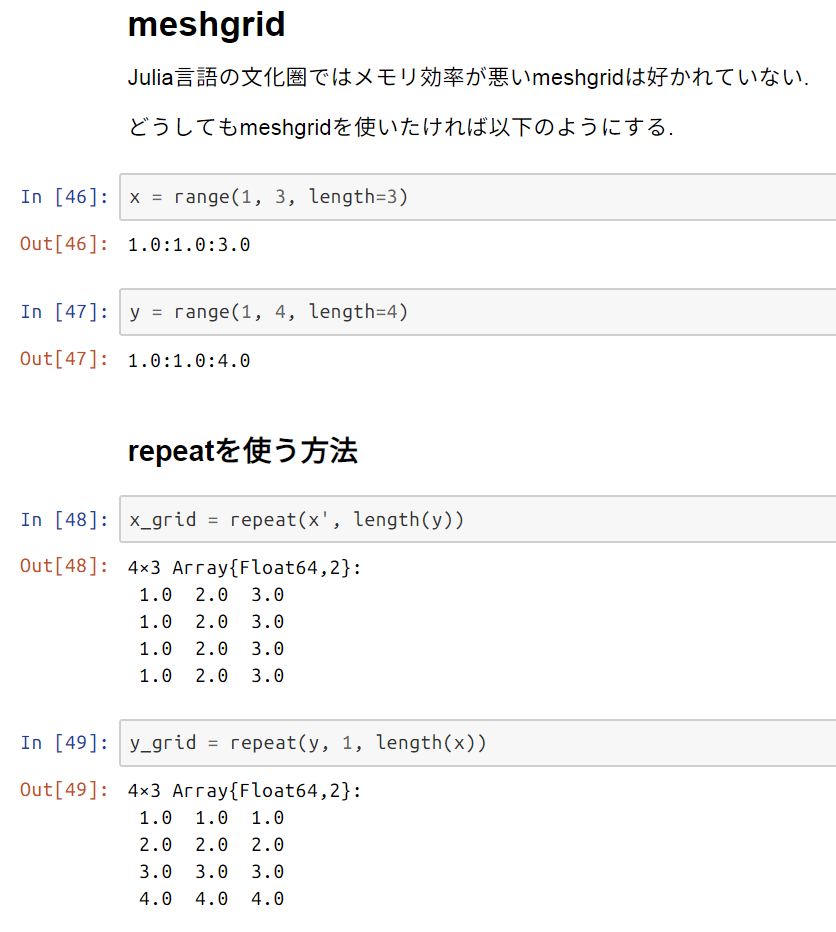 meshgrid
Julia言語の文化圏ではメモリ効率が悪いmeshgridは好かれていない.
どうしてもmeshgridを使いたければ以下のようにする.
In [46]: x = range(1, 3, length=3)
Out[46]: 1.0:1.0:3.0
In [47]: y = range(1, 4, length=4)
Out[47]: 1.0:1.0:4.0
repeatを使う方法
In [48]: x_grid = repeat(x', length(y))
Out[48]: 4×3 Array{Float64,2}:
1.0 2.0 3.0
1.0 2.0 3.0
1.0 2.0 3.0
1.0 2.0 3.0
In [49]: y_grid = repeat(y, 1, length(x))
Out[49]: 4×3 Array{Float64,2}:
1.0 1.0 1.0
2.0 2.0 2.0
3.0 3.0 3.0
4.0 4.0 4.0